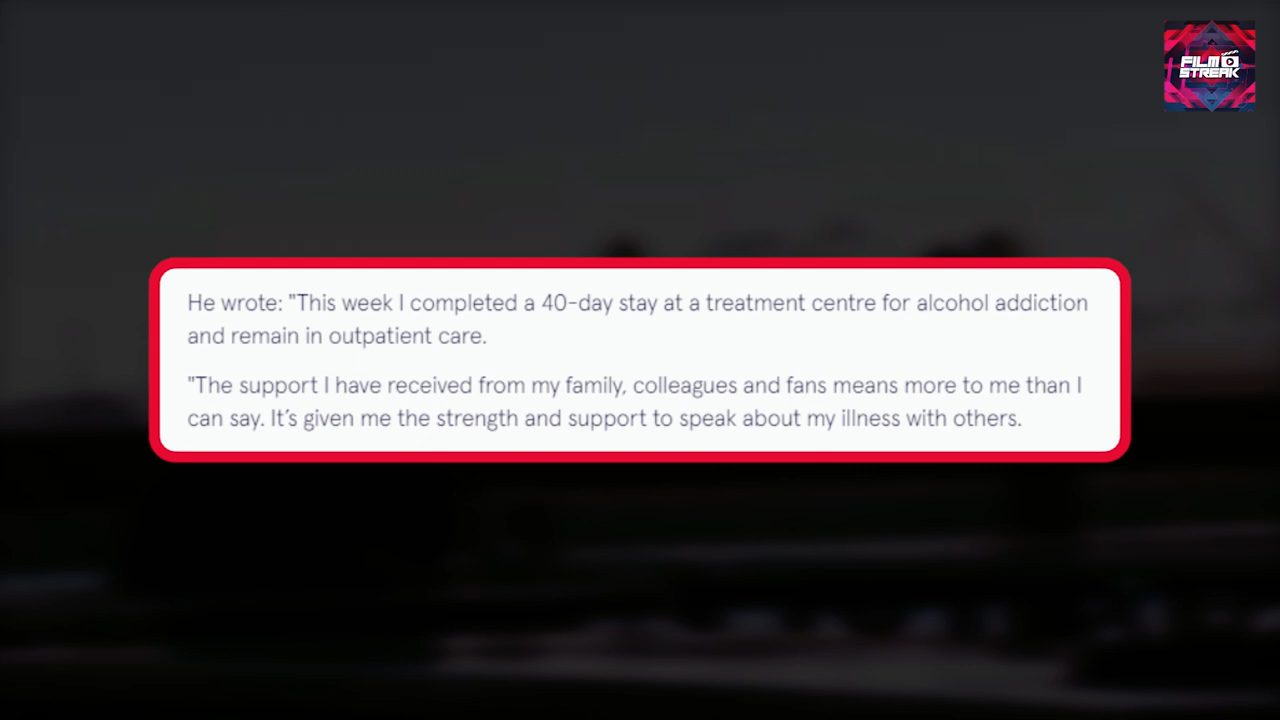 FILM
STREAK
He wrote: "This week I completed a 40-day stay at a treatment centre for alcohol addiction
and remain in outpatient care.
"The support I have received from my family, colleagues and fans means more to me than I
can say. It’s given me the strength and support to speak about my illness with others.